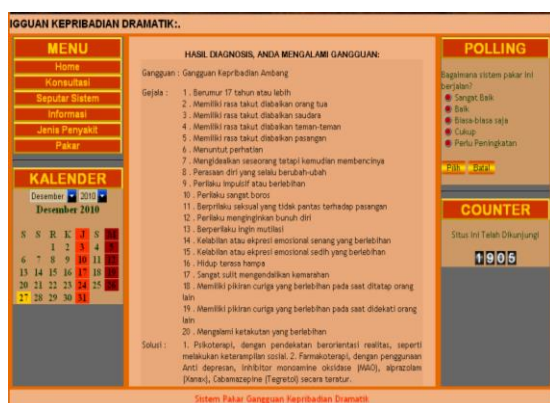 IGGUAN KEPRIBADIAN DRAMATIK:.
MENU
Home
Konsultasi
Seputar Sistem
Informasi
Jenis Penyakit
Pakar
KALENDER
Desember 2010
Desember 2010
S S R K J S M
1 2 3 4 5
6 7 8 9 10 11 12
13 14 15 16 17 18 19
20 21 22 23 24 25 26
27 28 29 30 31
HASIL DIAGNOSIS, ANDA MENGALAMI GANGGUAN:
Gangguan : Gangguan Kepribadian Ambang
Gejala : 1 . Berumur 17 tahun atau lebih
2 . Memiliki rasa takut diabaikan orang tua
3 . Memiliki rasa takut diabaikan saudara
4 . Memiliki rasa takut diabaikan teman-teman
5 . Memiliki rasa takut diabaikan pasangan
6 . Menuntut perhatian
7 . Mengidealkan seseorang tetapi kemudian membencinya
8 . Perasaan diri yang selalu berubah-ubah
9 . Perilaku impulsif atau berlebihan
10 . Perilaku sangat boros
11 . Berprilaku seksual yang tidak pantas terhadap pasangan
12 . Perilaku menginginkan bunuh diri
13 . Berperilaku ingin mutilasi
14 . Kelabilan atau ekpresi emosional senang yang berlebihan
15 . Kelabilan atau ekpresi emosional sedih yang berlebihan
16 . Hidup terasa hampa
17 . Sangat sulit mengendalikan kemarahan
18 . Memiliki pikiran curiga yang berlebihan pada saat ditatap orang
lain
19 . Memiliki pikiran curiga yang berlebihan pada saat didekati orang
lain
20 . Mengalami ketakutan yang berlebihan
Solusi : 1. Psikoterapi, dengan pendekatan berorientasi realitas, seperti
melakukan keterampilan sosial. 2. Farmakoterapi, dengan penggunaan
Anti depresan, inhibitor monoamine oksidase (MAO), alprazolam
(Xanax), Cabamazepine (Tegretol) secara teratur.
POLLING
Bagaimana sistem pakar ini
berjalan?
Sangat Baik
Baik
Biasa-biasa saja
Cukup
Perlu Peningkatan
Pilih Batal
COUNTER
Situs Ini Telah Dikunjungi
1905
Sistem Pakar Gangguan Kepribadian Dramatik